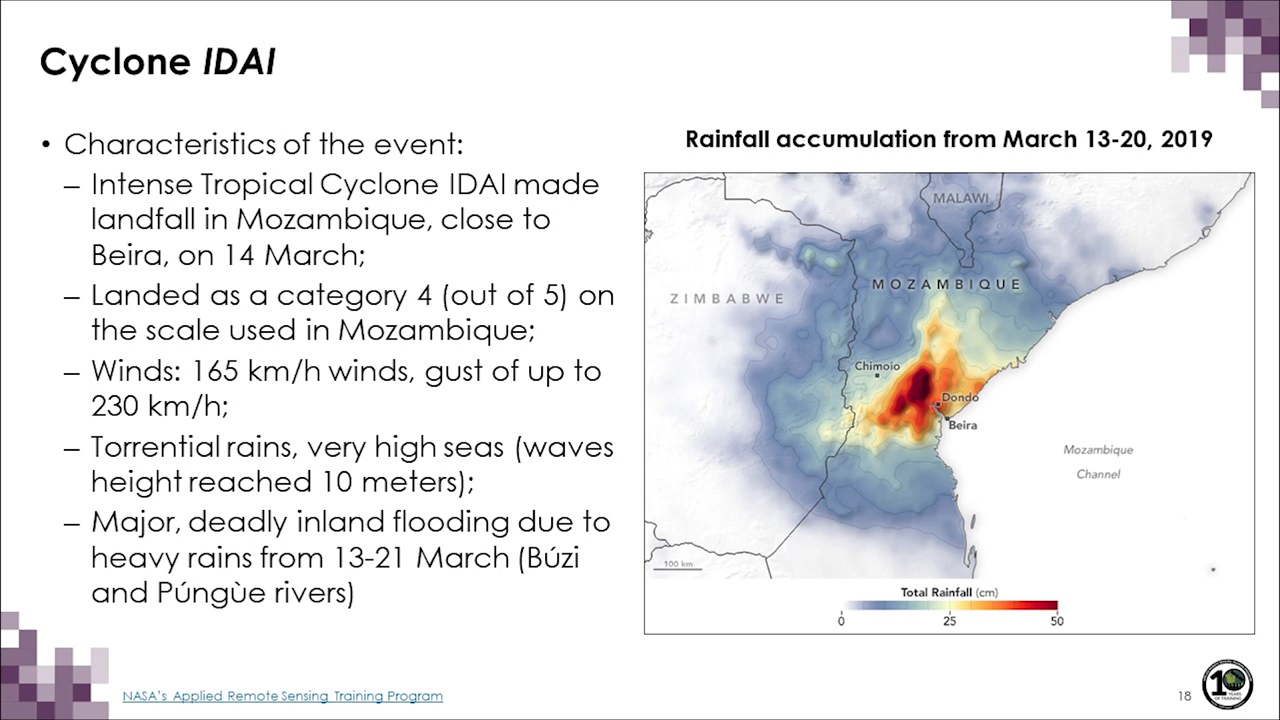 Cyclone IDAI
• Characteristics of the event:
– Intense Tropical Cyclone IDAI made
landfall in Mozambique, close to
Beira, on 14 March;
– Landed as a category 4 (out of 5) on
the scale used in Mozambique;
– Winds: 165 km/h winds, gust of up to
230 km/h;
– Torrential rains, very high seas (waves
height reached 10 meters);
– Major, deadly inland flooding due to
heavy rains from 13-21 March (Búzi
and Púngùe rivers)
Rainfall accumulation from March 13-20, 2019
MALAWI
MOZAMBIQUE
ZIMBABWE
Chimoio
Dondo
Beira
Mozambique
Channel
100 km
Total Rainfall (cm)
0 25 50
NASA's Applied Remote Sensing Training Program
18
10
YEARS
OF TRAINING